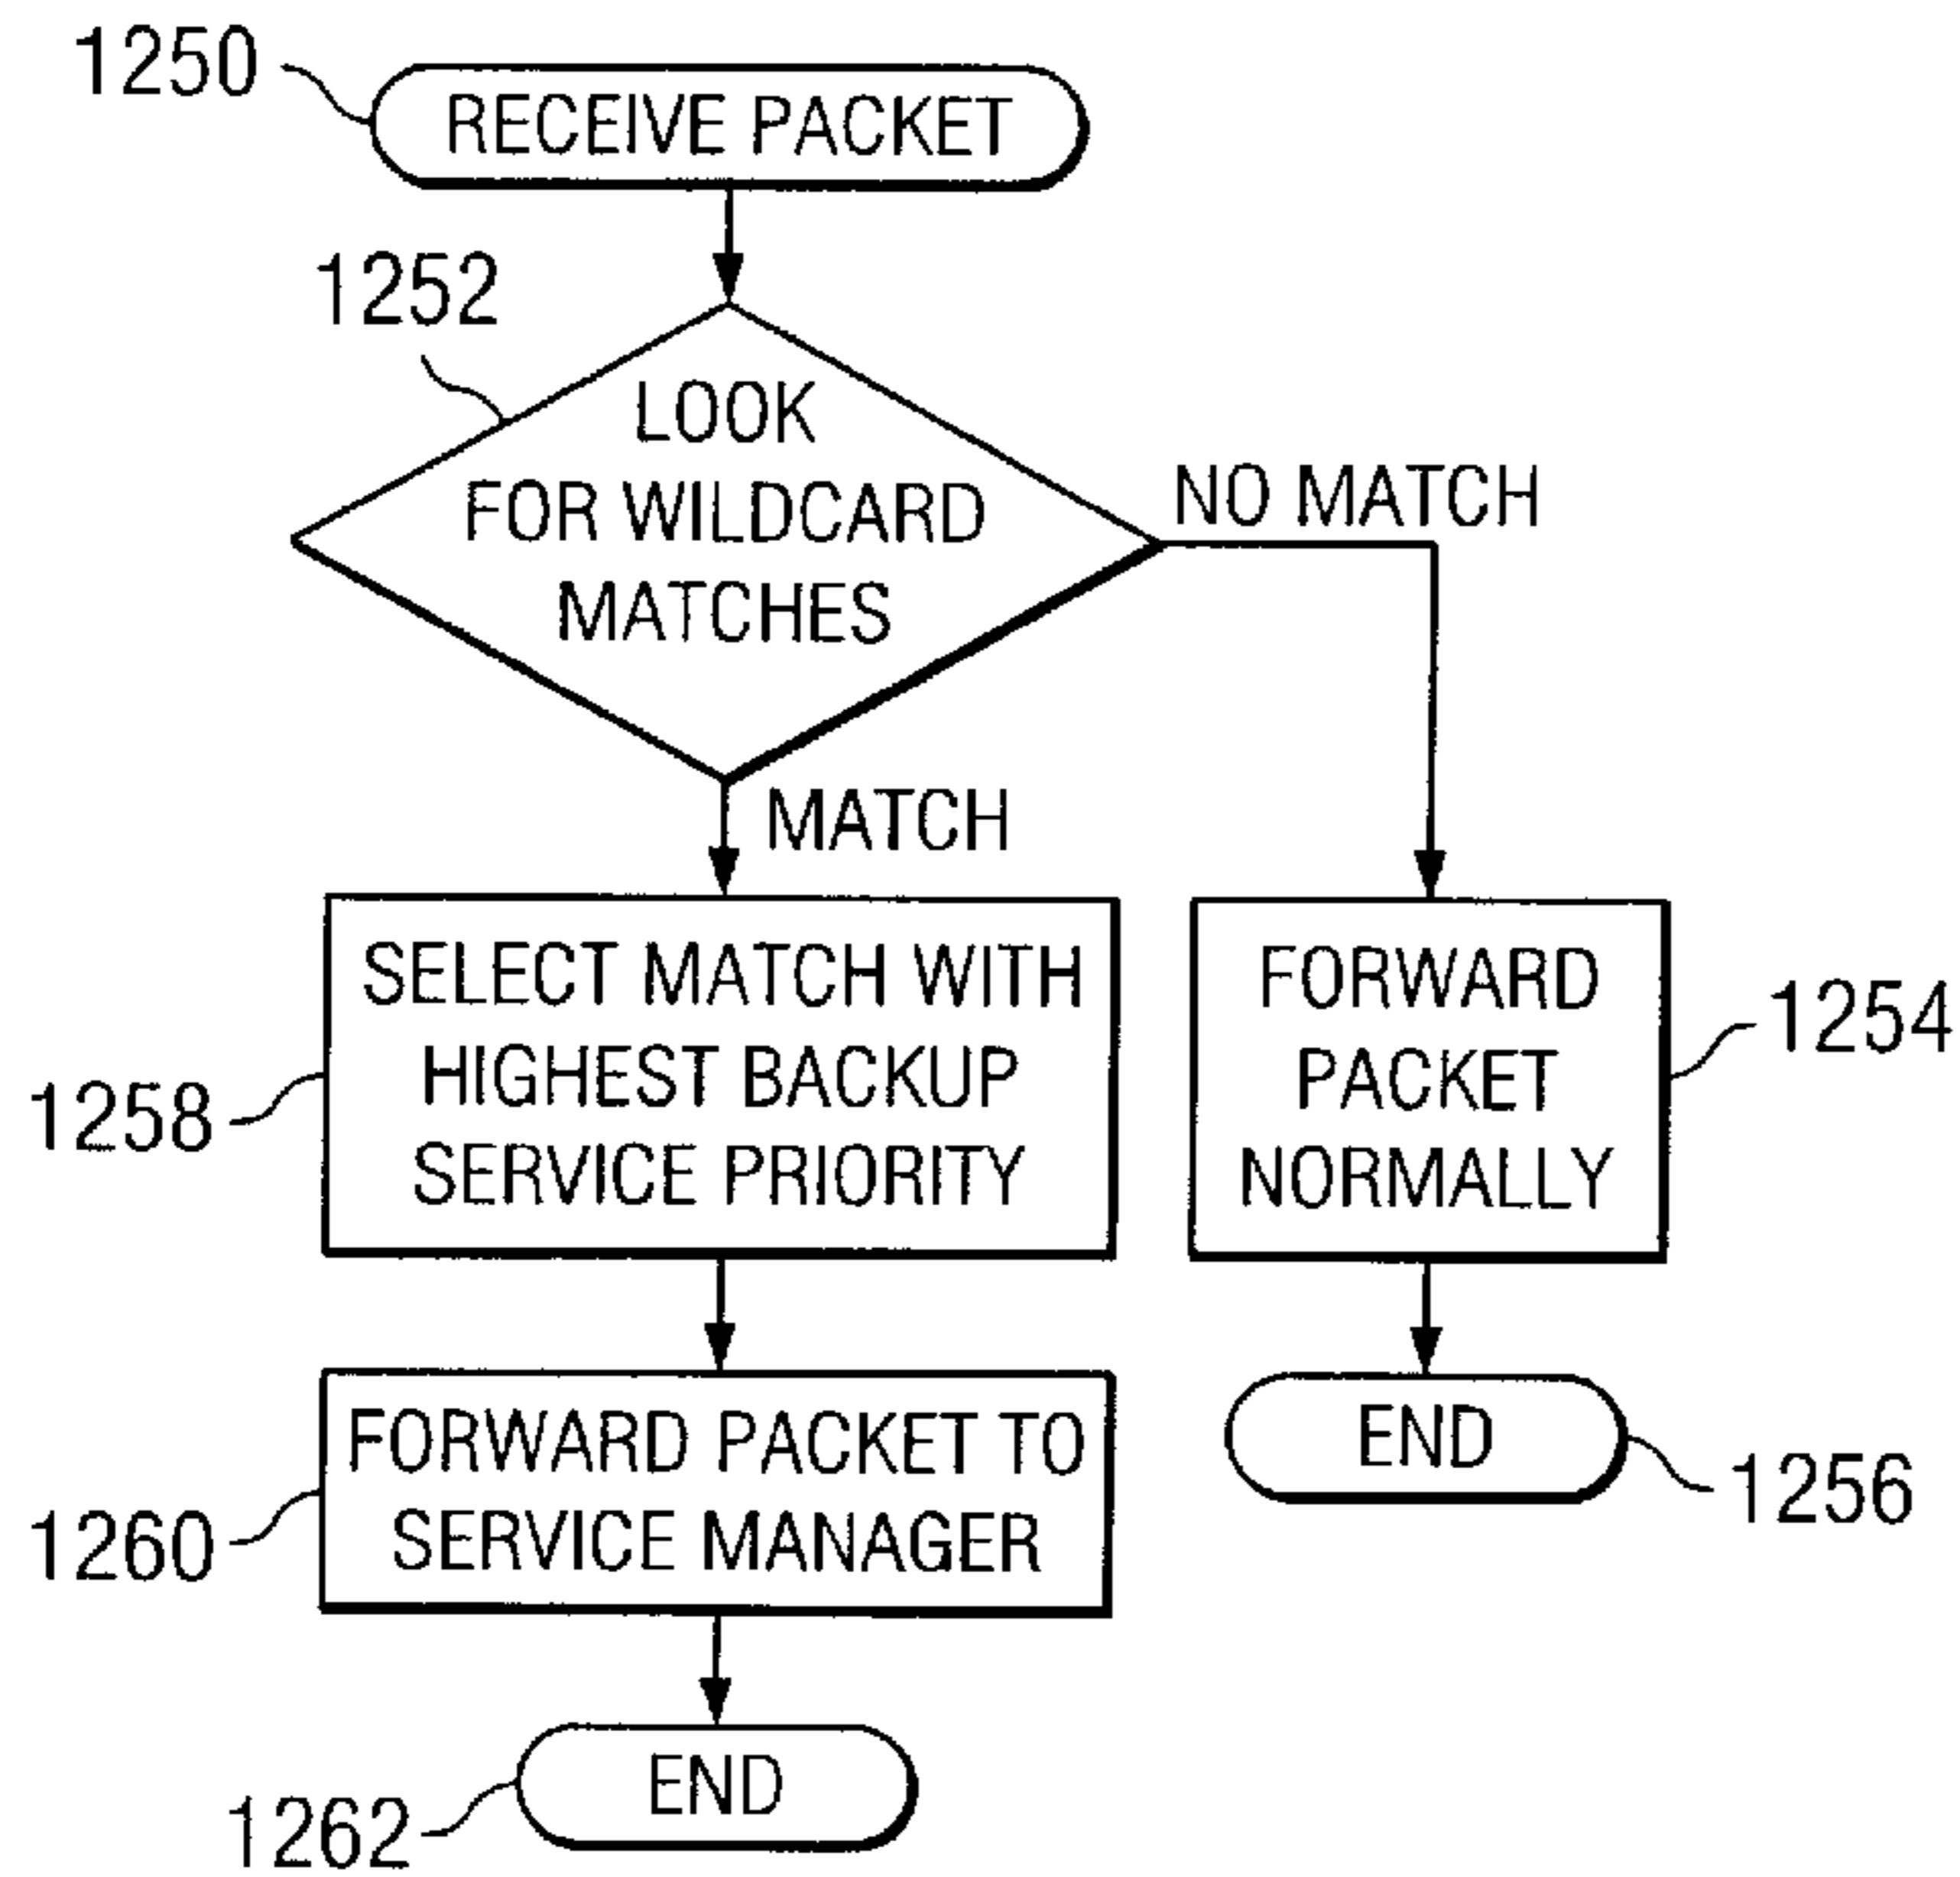 1250
RECEIVE PACKET
1252
LOOK
FOR WILDCARD
MATCHES
NO MATCH
MATCH
SELECT MATCH WITH
HIGHEST BACKUP
SERVICE PRIORITY
1258
FORWARD
PACKET
NORMALLY
1254
FORWARD PACKET TO
SERVICE MANAGER
1260
END
1256
END
1262